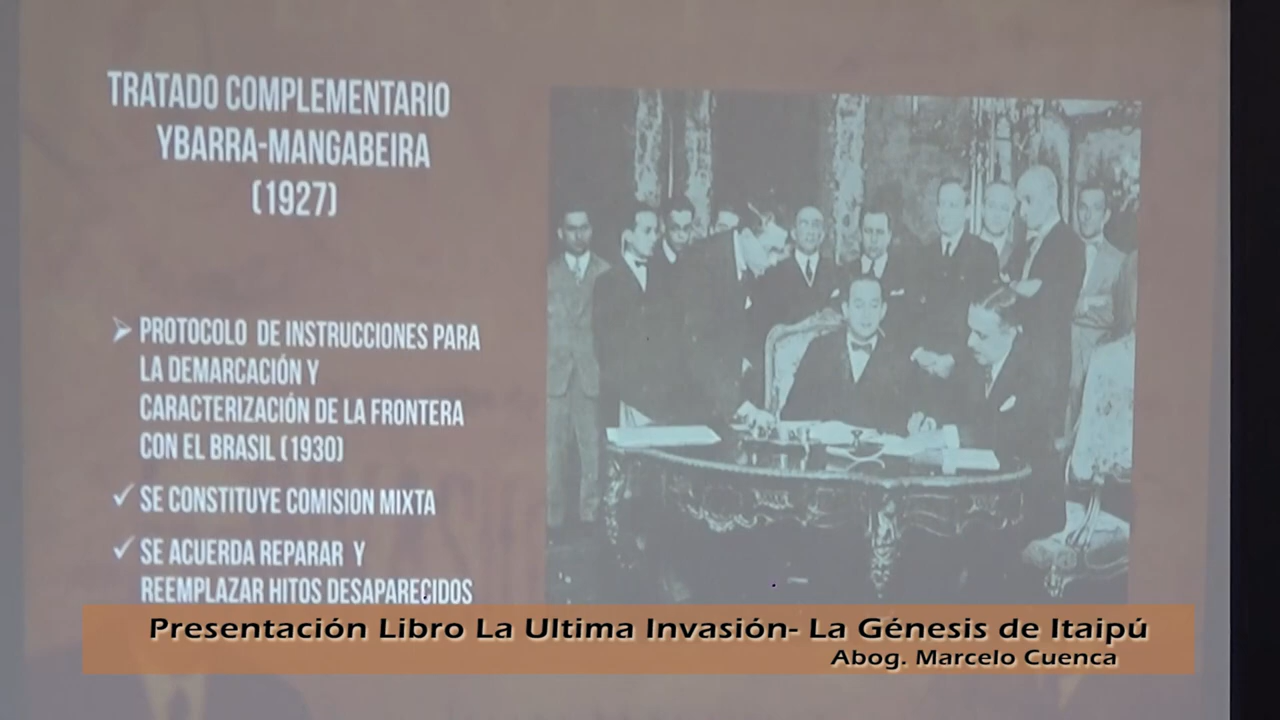 TRATADO COMPLEMENTARIO
YBARRA-MANGABEIRA
(1927)
PROTOCOLO DE INSTRUCCIONES PARA
LA DEMARCACIÓN Y
CARACTERIZACIÓN DE LA FRONTERA
CON EL BRASIL (1930)
SE CONSTITUYE COMISION MIXTA
SE ACUERDA REPARAR Y
REEMPLAZAR HITOS DESAPARECIDOS
Presentación Libro La Ultima Invasión- La Génesis de Itaipú
Abog. Marcelo Cuenca